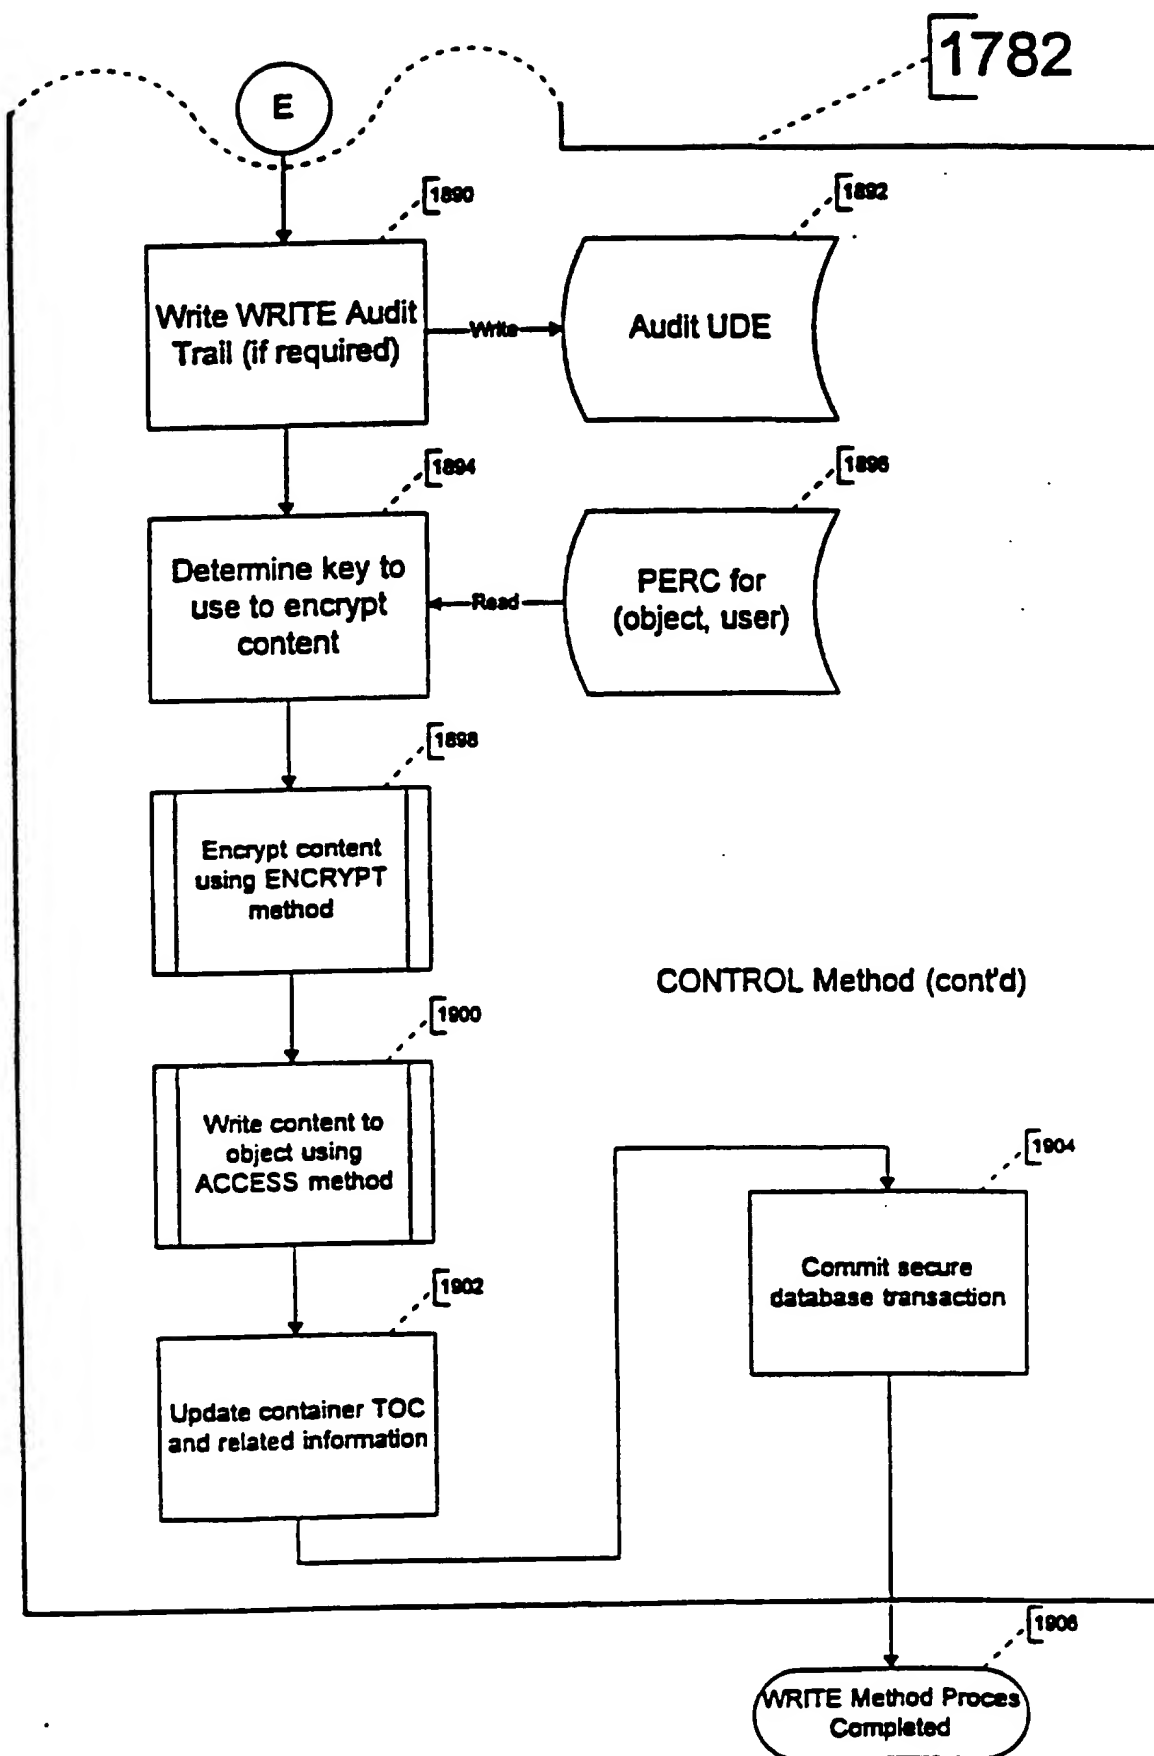 1782
E
1890
1892
Write WRITE Audit
Trail (if required)
Write
Audit UDE
1894
1896
Determine key to
use to encrypt
content
Read
PERC for
(object, user)
1898
Encrypt content
using ENCRYPT
method
CONTROL Method (cont'd)
1900
Write content to
object using
ACCESS method
1904
Commit secure
database transaction
1902
Update container TOC
and related information
1906
WRITE Method Proces
Completed